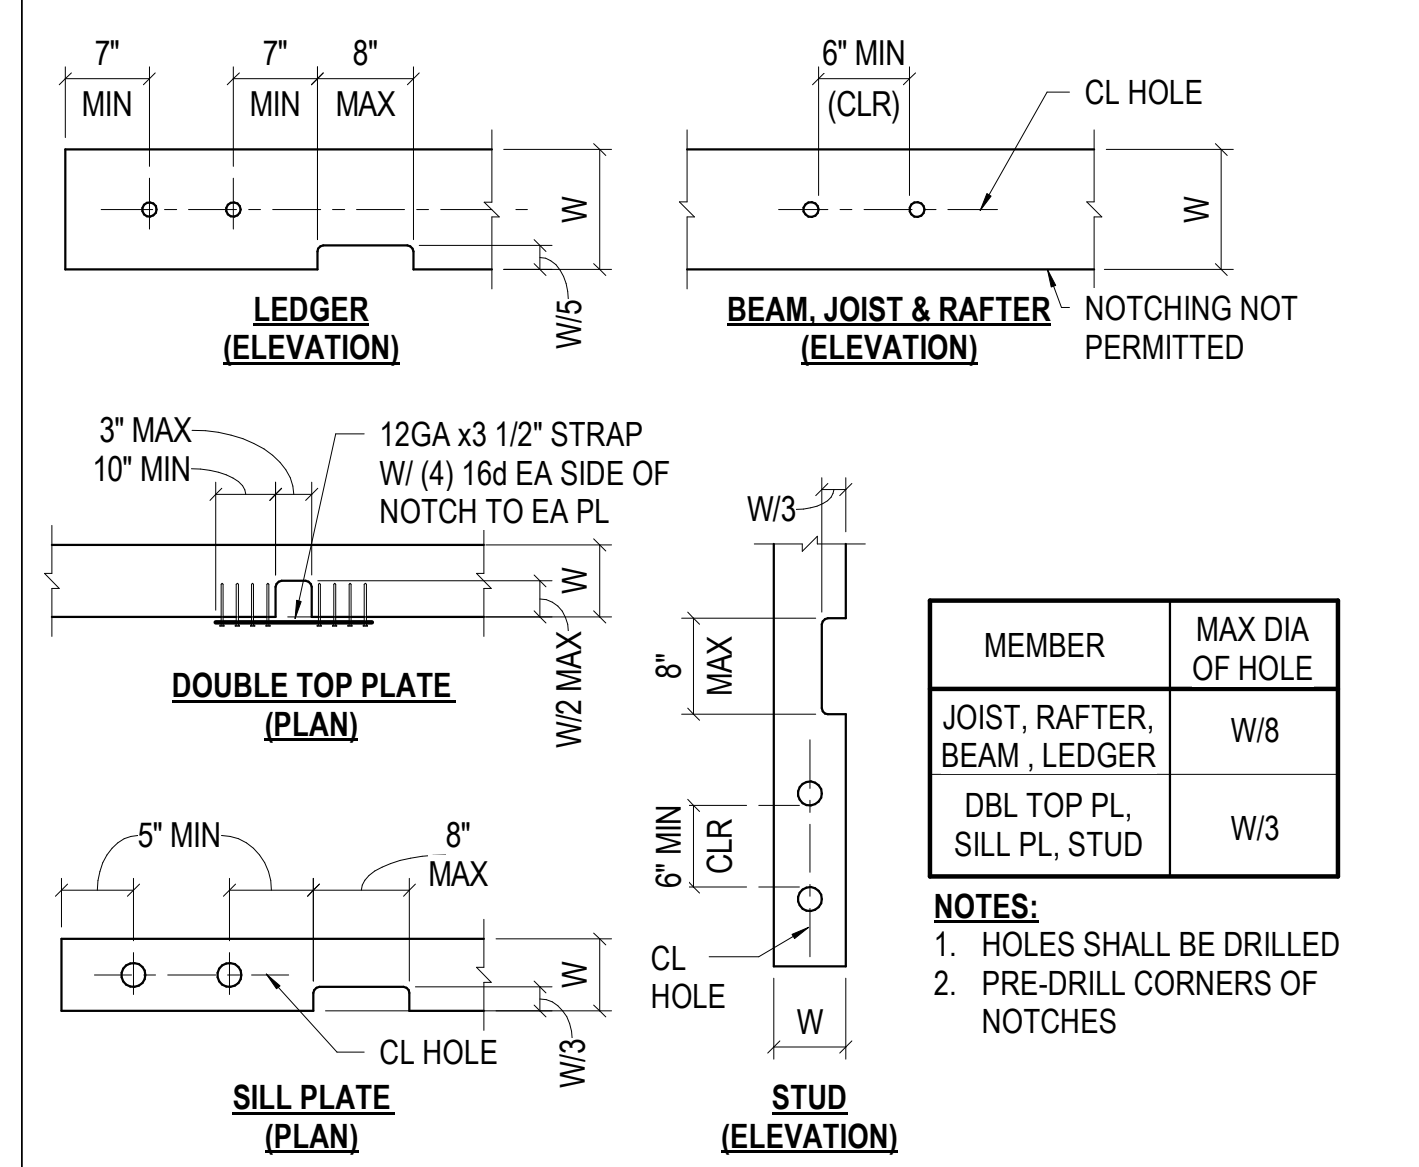 7"
MIN
7"
MIN
8"
MAX
W
W/5
LEDGER
(ELEVATION)
6" MIN
(CLR)
CL HOLE
W
BEAM, JOIST & RAFTER
(ELEVATION)
NOTCHING NOT
PERMITTED
3" MAX
10" MIN
12GA x3 1/2" STRAP
W/ (4) 16d EA SIDE OF
NOTCH TO EA PL
W
W/2 MAX
DOUBLE TOP PLATE
(PLAN)
5" MIN
8"
MAX
W
W/3
CL HOLE
SILL PLATE
(PLAN)
W/3
8"
MAX
6" MIN
CLR
CL
HOLE
W
STUD
(ELEVATION)
MEMBER
MAX DIA
OF HOLE
JOIST, RAFTER,
BEAM , LEDGER
W/8
DBL TOP PL,
SILL PL, STUD
W/3
NOTES:
1. HOLES SHALL BE DRILLED
2. PRE-DRILL CORNERS OF
NOTCHES